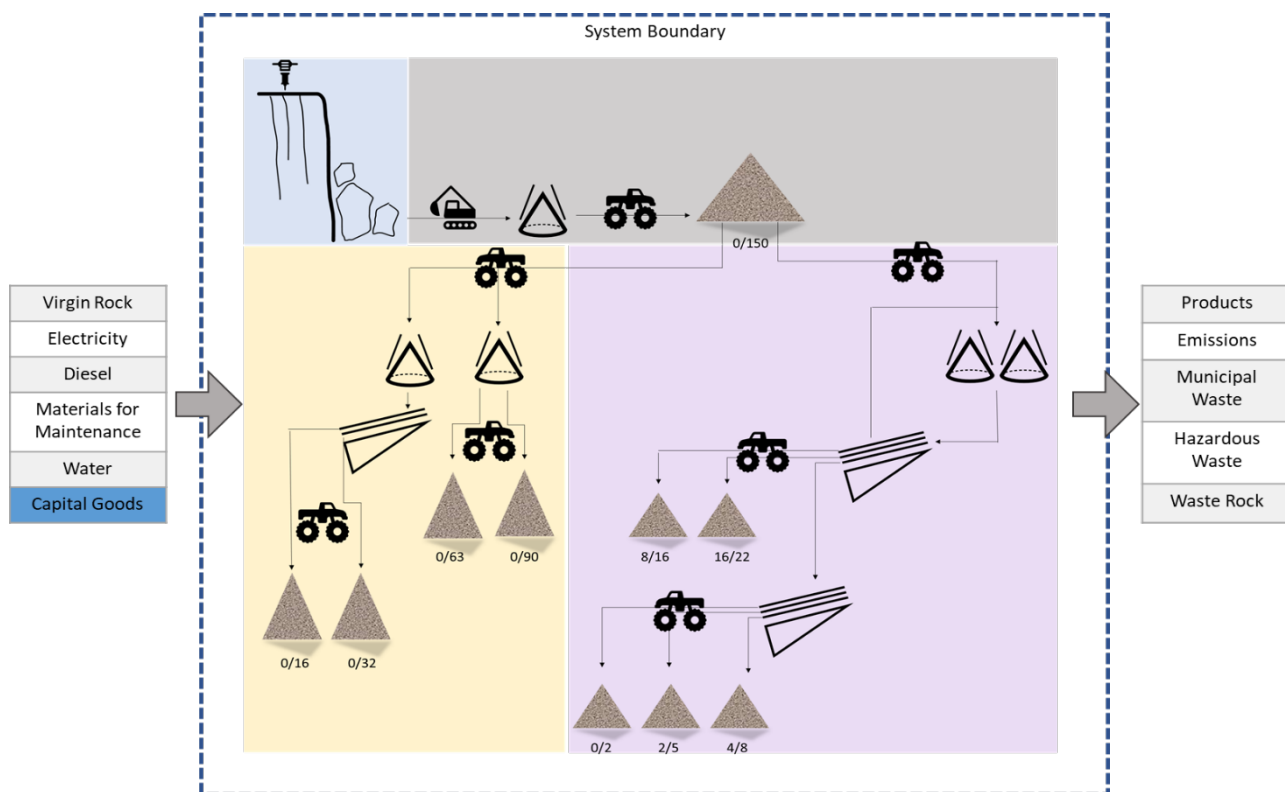 System Boundary
0/150
Virgin Rock
Electricity
Diesel
Materials for
Maintenance
Water
Capital Goods
Products
Emissions
Municipal
Waste
Hazardous
Waste
Waste Rock
0/63
0/90
0/16
0/32
8/16
16/22
0/2
2/5
4/8